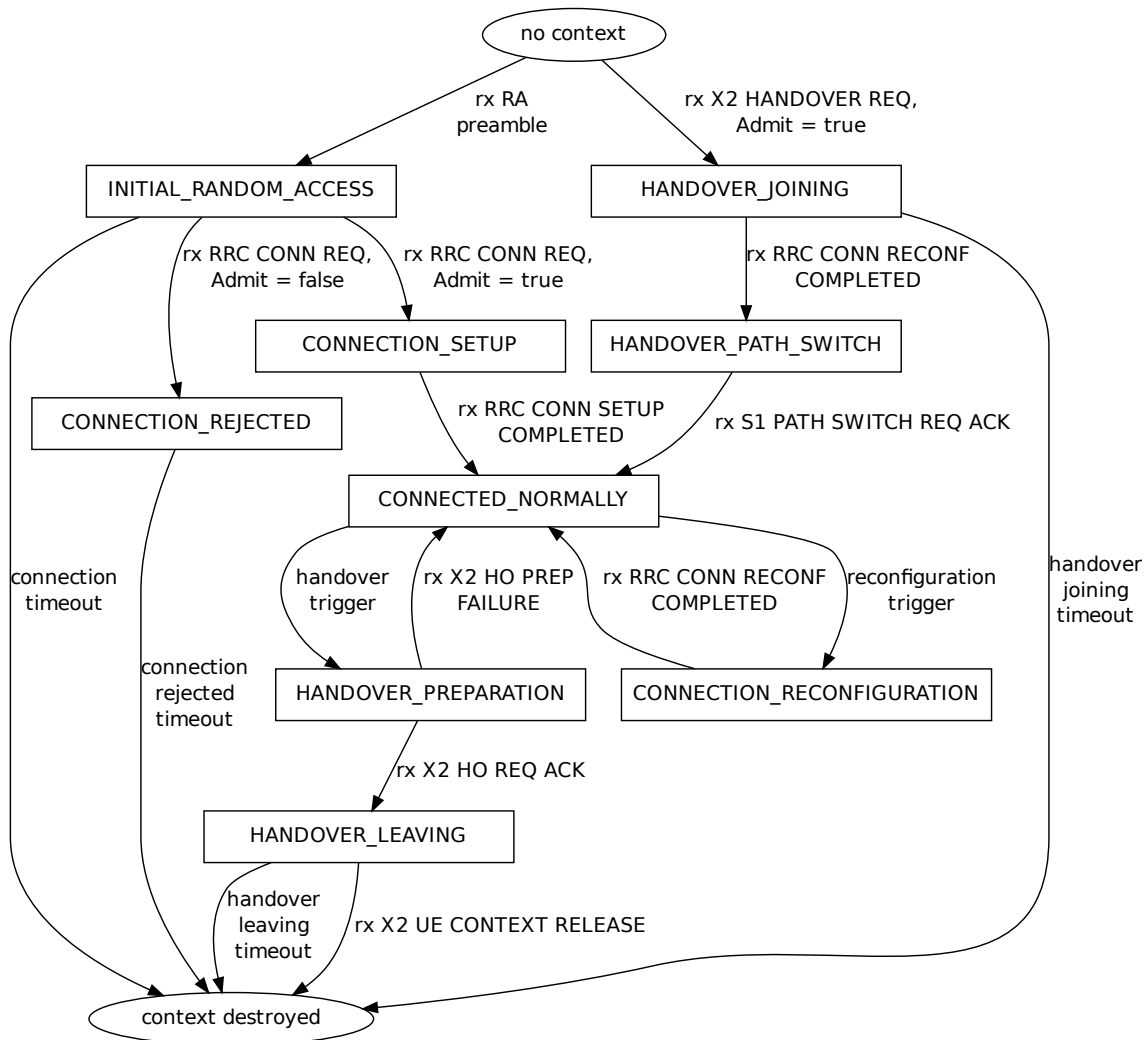 no context
rx RA
preamble
rx X2 HANDOVER REQ,
Admit = true
INITIAL_RANDOM_ACCESS
HANDOVER_JOINING
rx RRC CONN REQ,
Admit = false
rx RRC CONN REQ,
Admit = true
rx RRC CONN RECONF
COMPLETED
CONNECTION_SETUP
HANDOVER_PATH_SWITCH
CONNECTION_REJECTED
rx RRC CONN SETUP
COMPLETED
rx S1 PATH SWITCH REQ ACK
CONNECTED_NORMALLY
connection
timeout
handover
trigger
rx X2 HO PREP
FAILURE
rx RRC CONN RECONF
COMPLETED
reconfiguration
trigger
handover
joining
timeout
connection
rejected
timeout
HANDOVER_PREPARATION
CONNECTION_RECONFIGURATION
rx X2 HO REQ ACK
HANDOVER_LEAVING
handover
leaving
timeout
rx X2 UE CONTEXT RELEASE
context destroyed